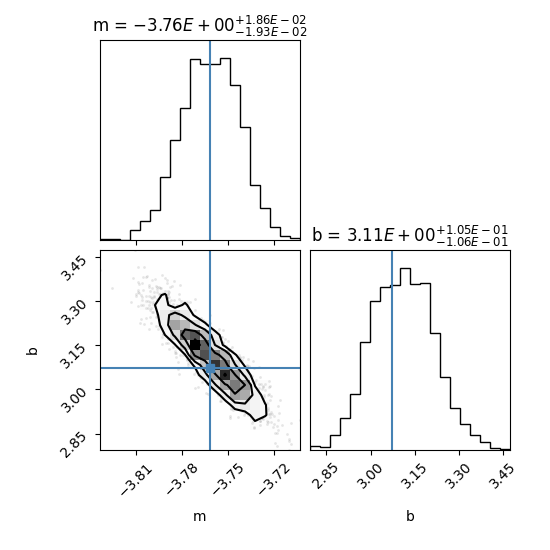 m = −3.76E + 00+1.86E − 02 −1.93E − 02
b = 3.11E + 00+1.05E − 01 −1.06E − 01
3.45
3.30
3.15
3.00
2.85
b
−3.81
−3.78
−3.75
−3.72
m
2.85
3.00
3.15
3.30
3.45
b